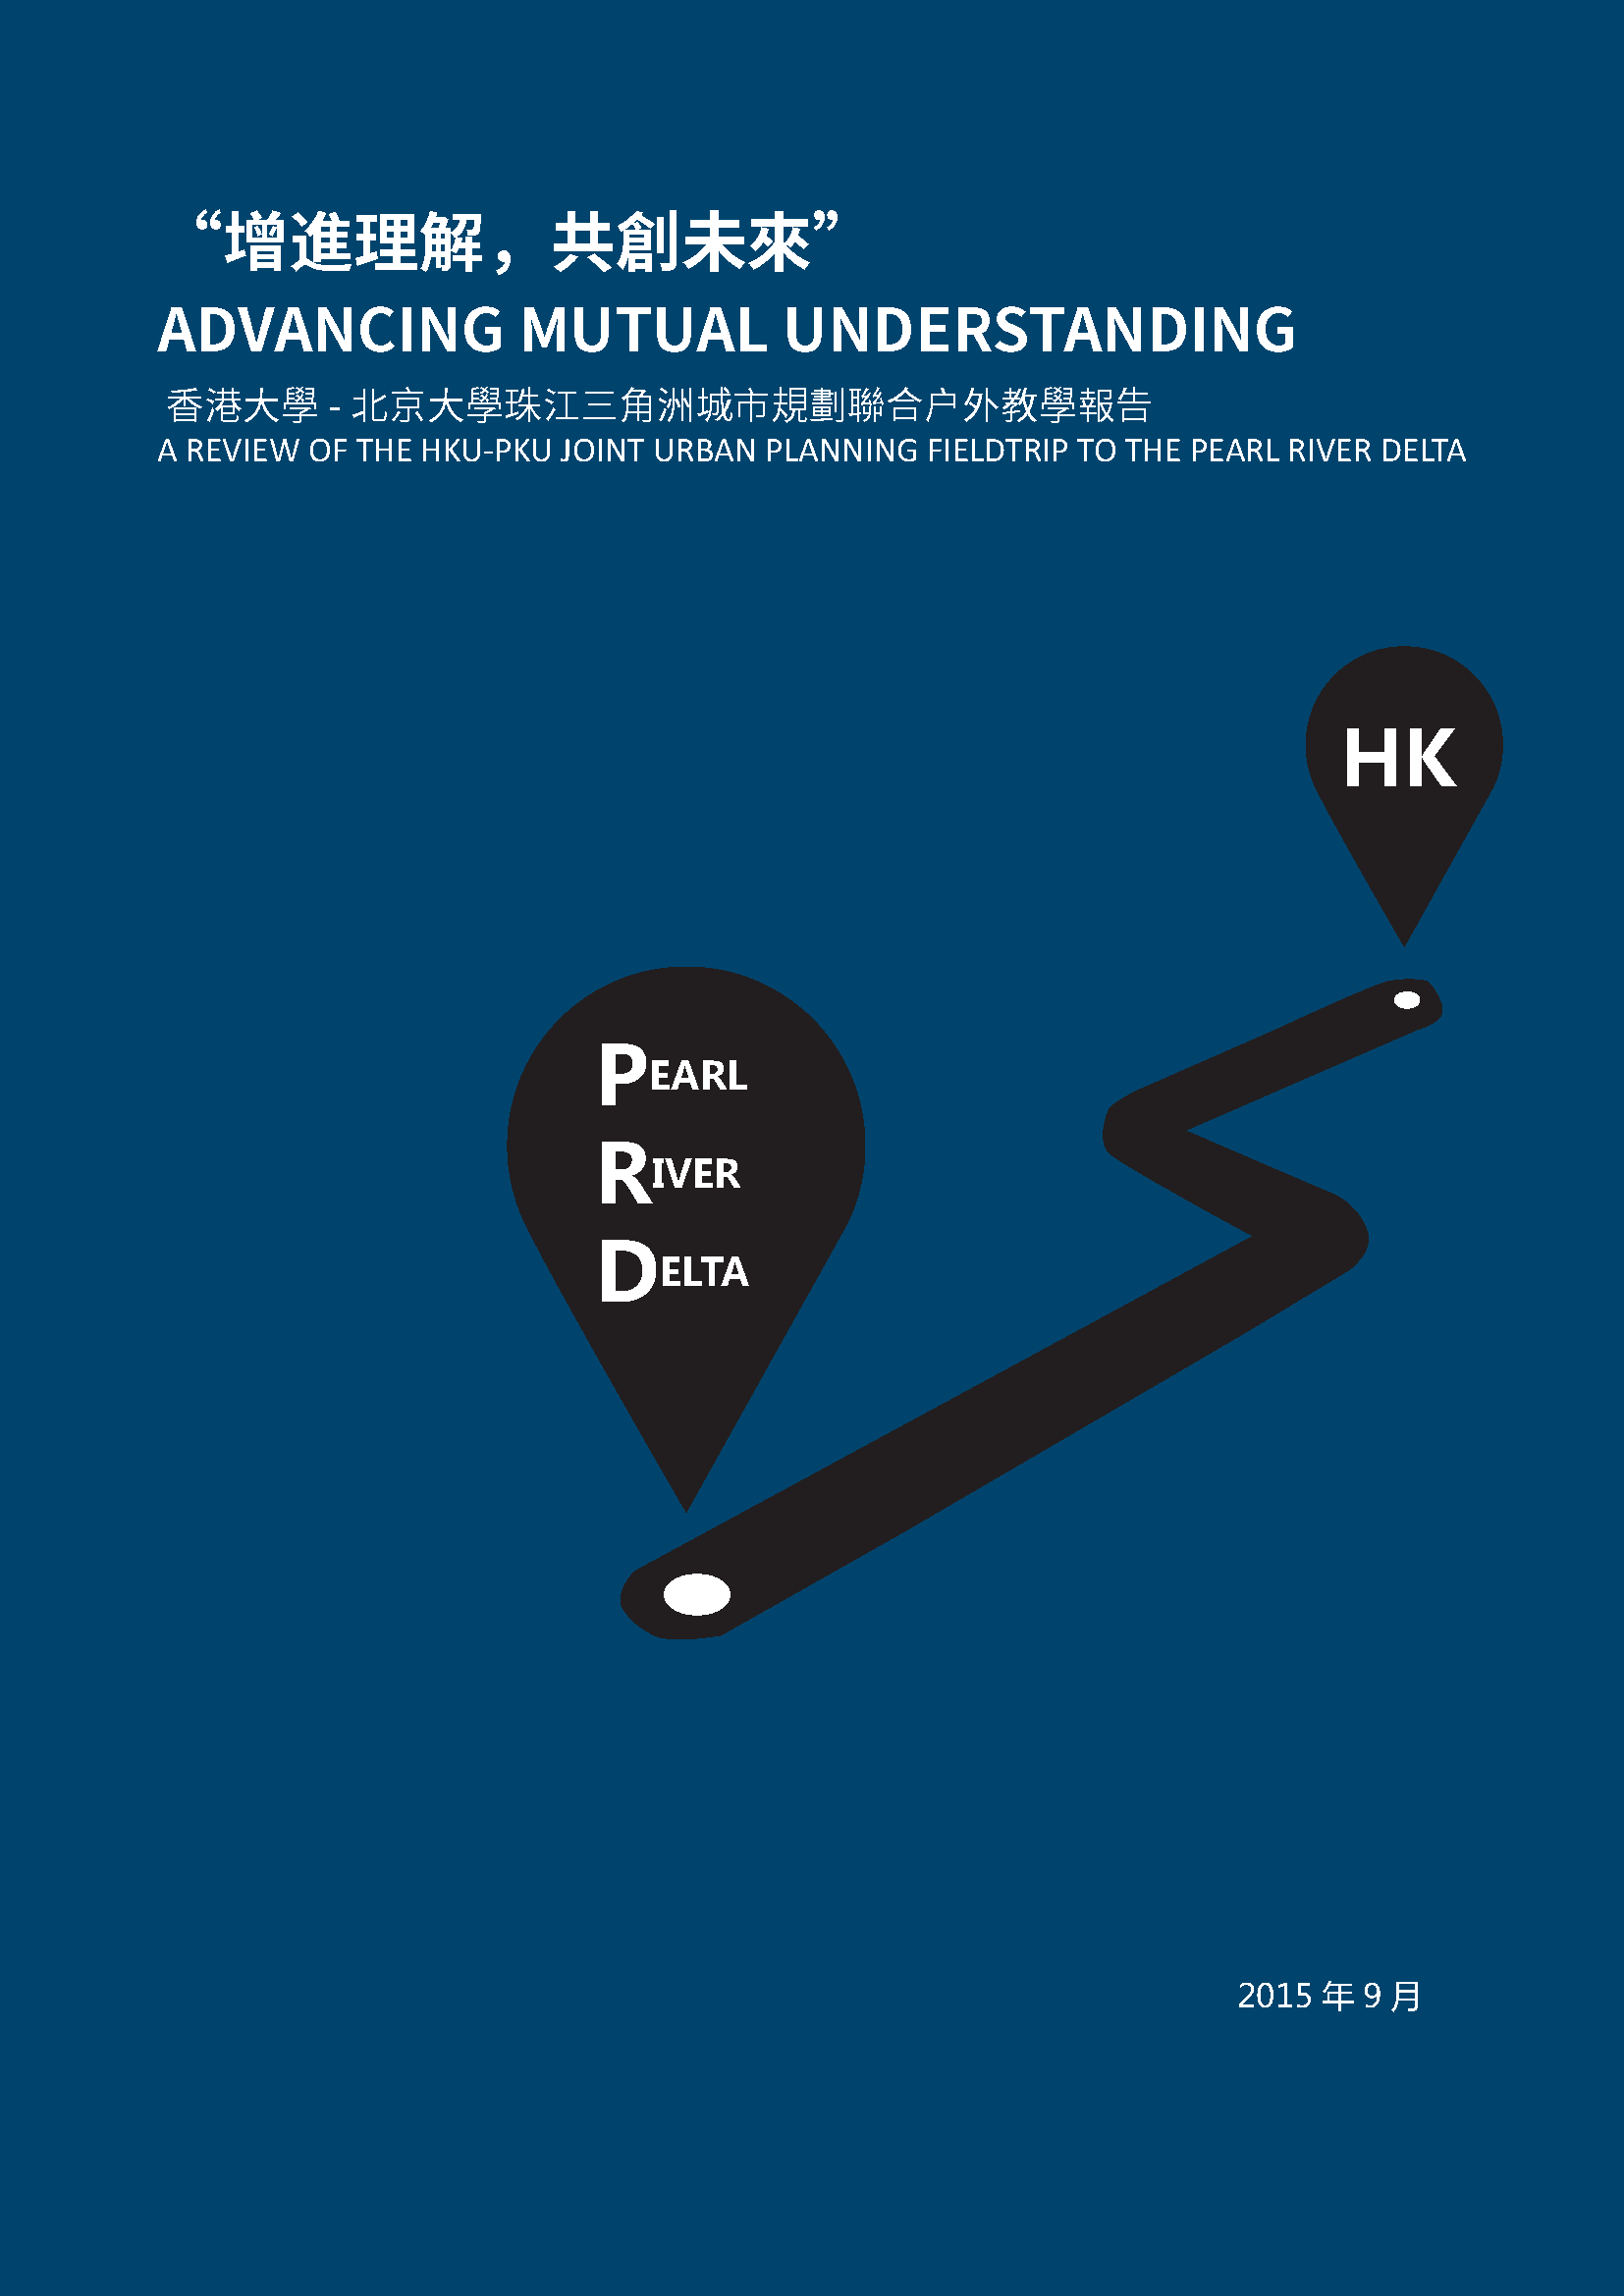 “增進理解，共創未來”
ADVANCING MUTUAL UNDERSTANDING
香港大學 - 北京大學珠江三角洲城市規劃聯合户外教學報告
A REVIEW OF THE HKU-PKU JOINT URBAN PLANNING FIELDTRIP TO THE PEARL RIVER DELTA
HK
PEARL
RIVER
DELTA
2015 年 9 月